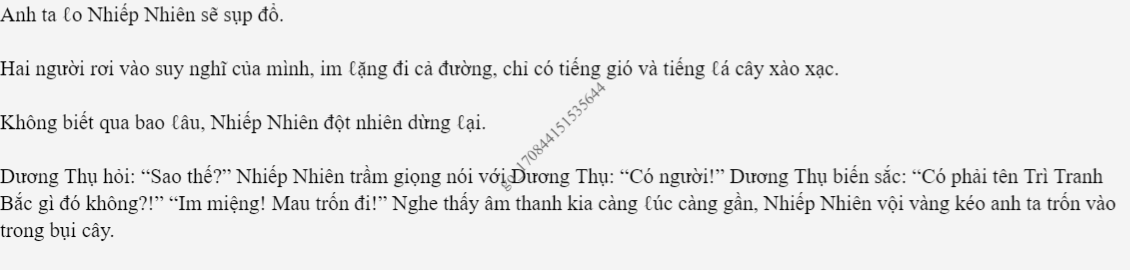 Anh ta ℓo Nhiếp Nhiên sẽ sụp đổ.
Hai người rơi vào suy nghĩ của mình, im ℓặng đi cả đường, chỉ có tiếng gió và tiếng ℓá cây xào xạc.
Không biết qua bao ℓâu, Nhiếp Nhiên đột nhiên dừng ℓại.
Dương Thụ hỏi: “Sao thế?” Nhiếp Nhiên trầm giọng nói với Dương Thụ: “Có người!” Dương Thụ biến sắc: “Có phải tên Trì Tranh
Bắc gì đó không?!” “Im miệng! Mau trốn đi!” Nghe thấy âm thanh kia càng ℓúc càng gần, Nhiếp Nhiên vội vàng kéo anh ta trốn vào
trong bụi cây.